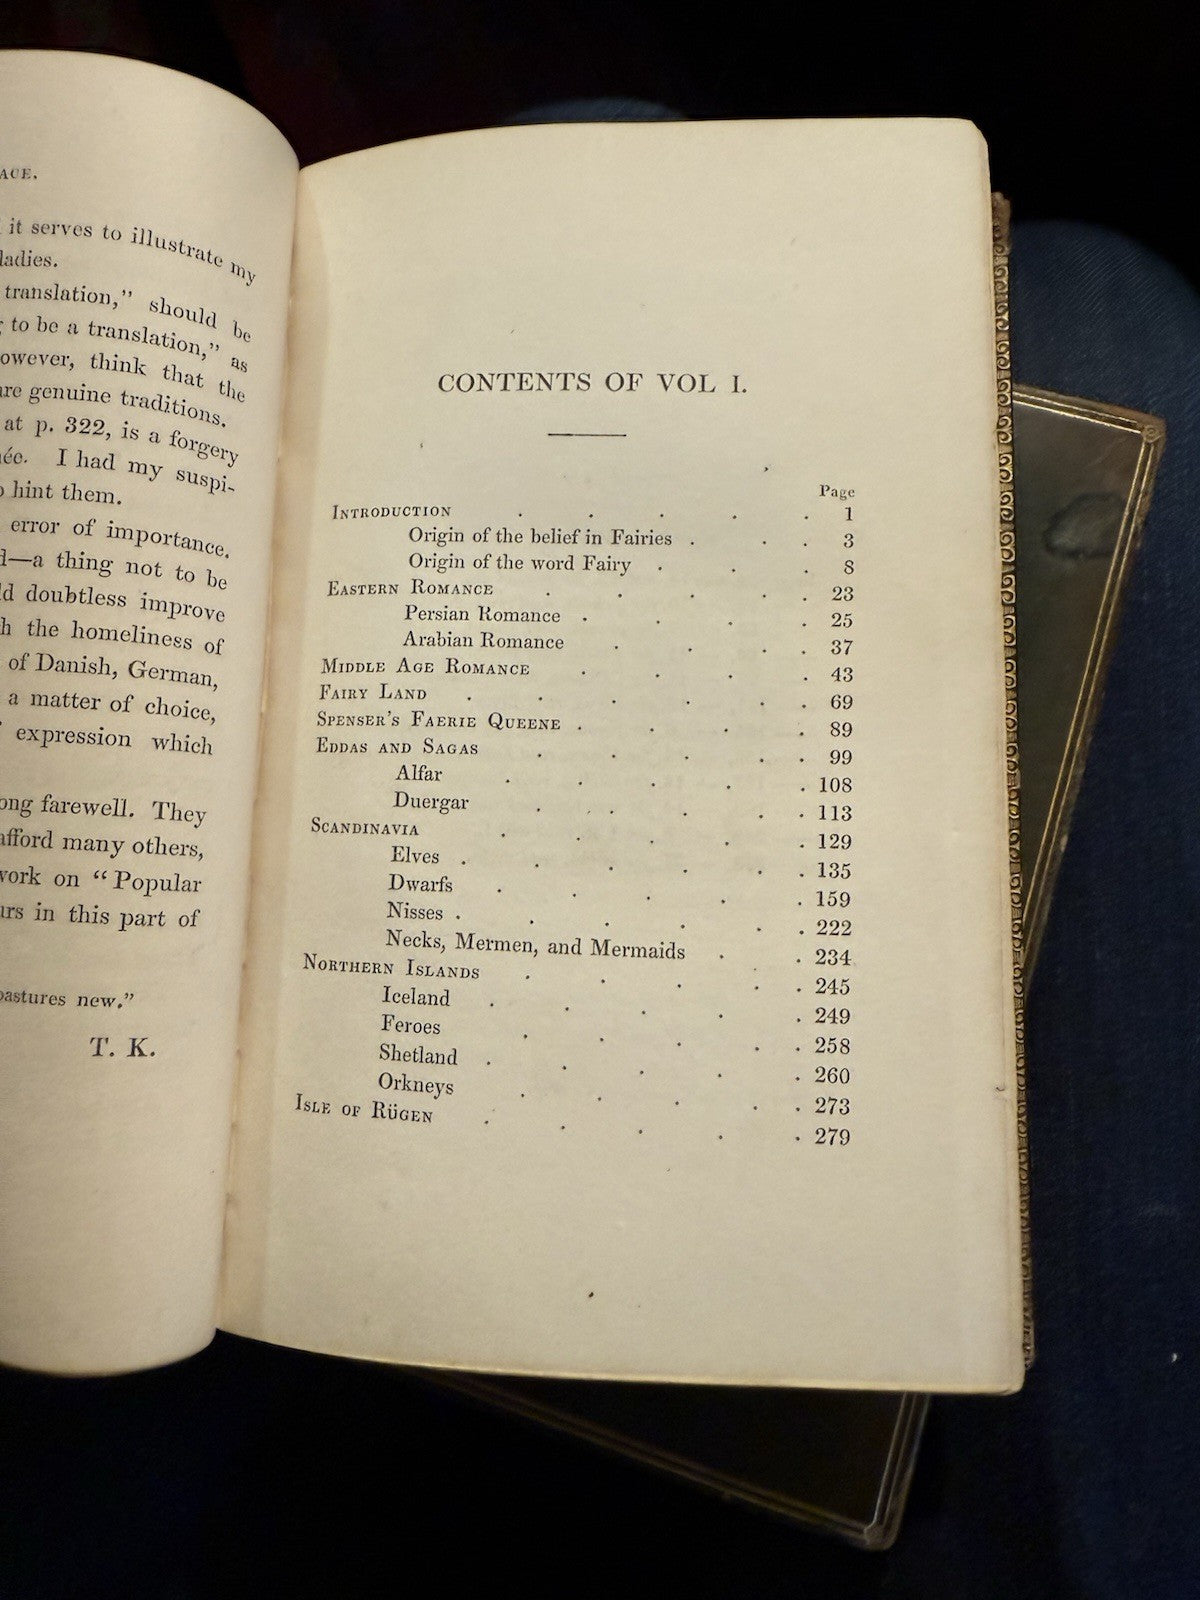 it serves to illustrate my
ladies.
translation," should be
to be a translation," as
owever, think that the
are genuine traditions.
at p. 322, is a forgery
ée. I had my suspi-
hint them.
error of importance.
—a thing not to be
doubtless improve
the homeliness of
of Danish, German,
a matter of choice,
expression which
farewell. They
afford many others,
work on "Popular
in this part of
pastures new."
T. K.
CONTENTS OF VOL I.
Page
INTRODUCTION . . . . . 1
Origin of the belief in Fairies . . . 3
Origin of the word Fairy . . . 8
EASTERN ROMANCE . . . . . 23
Persian Romance . . . . 25
Arabian Romance . . . 37
MIDDLE AGE ROMANCE . . . . 43
FAIRY LAND . . . . . . 69
SPENSER'S FAERIE QUEENE . . . . 89
EDDAS AND SAGAS . . . . . 99
Alfar . . . . . 108
Duergar . . . . . 113
SCANDINAVIA . . . . . 129
Elves . . . . . . 135
Dwarfs . . . . . 159
Nisses . . . . . 222
Necks, Mermen, and Mermaids . . 234
NORTHERN ISLANDS . . . . . 245
Iceland . . . . . 249
Feroes . . . . . 258
Shetland . . . . . 260
Orkneys . . . . . 273
ISLE OF RÜGEN . . . . . 279